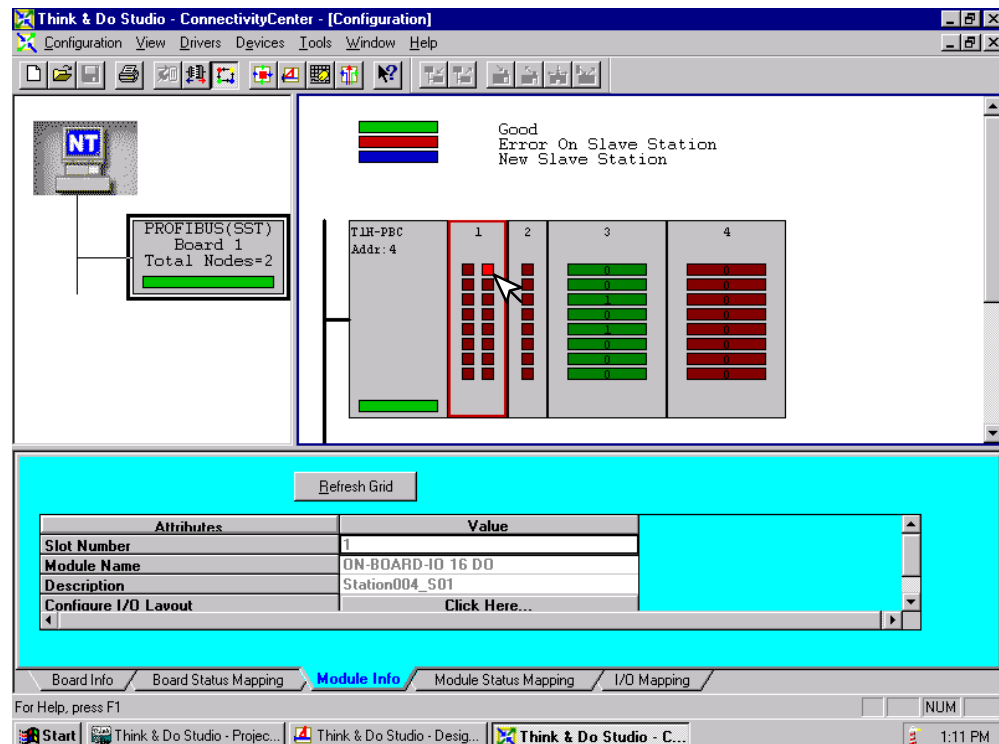 Think & Do Studio - ConnectivityCenter - [Configuration]
Configuration View Drivers Devices Tools Window Help
NT
PROFIBUS(SST)
Board 1
Total Nodes=2
Good
Error On Slave Station
New Slave Station
T1H-PBC
Addr:4
1 2 3 4
0 0
0 0
1 0
0 0
1 0
0 0
0 0
0 0
Refresh Grid
Attributes Value
Slot Number 1
Module Name ON-BOARD-IO 16 DO
Description Station004_S01
Configure I/O Layout Click Here...
Board Info Board Status Mapping Module Info Module Status Mapping I/O Mapping
For Help, press F1 NUM
Start Think & Do Studio - Projec... Think & Do Studio - Desig... Think & Do Studio - C... 1:11 PM